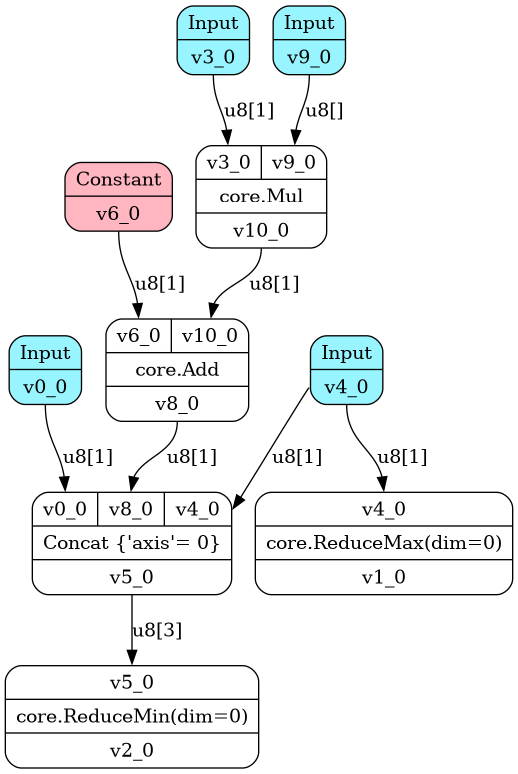 Input
v3_0
Input
v9_0
u8[1]
u8[]
v3_0 v9_0
core.Mul
v10_0
Constant
v6_0
u8[1]
u8[1]
v6_0 v10_0
core.Add
v8_0
Input
v0_0
Input
v4_0
u8[1]
u8[1]
u8[1]
u8[1]
v0_0 v8_0 v4_0
Concat {'axis'= 0}
v5_0
v4_0
core.ReduceMax(dim=0)
v1_0
u8[3]
v5_0
core.ReduceMin(dim=0)
v2_0